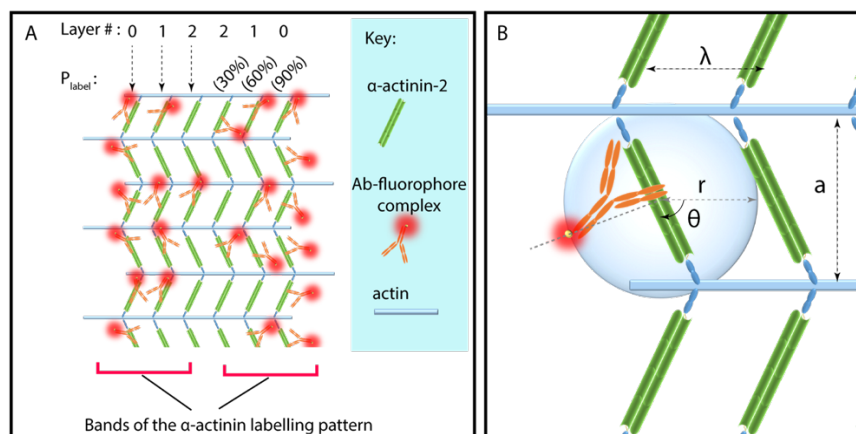 A
Layer # : 0 1 2 2 1 0
P label : (30%) (60%) (90%)
Bands of the α-actinin labelling pattern
Key:
α-actinin-2
Ab-fluorophore
complex
actin
B
λ
r
θ
a